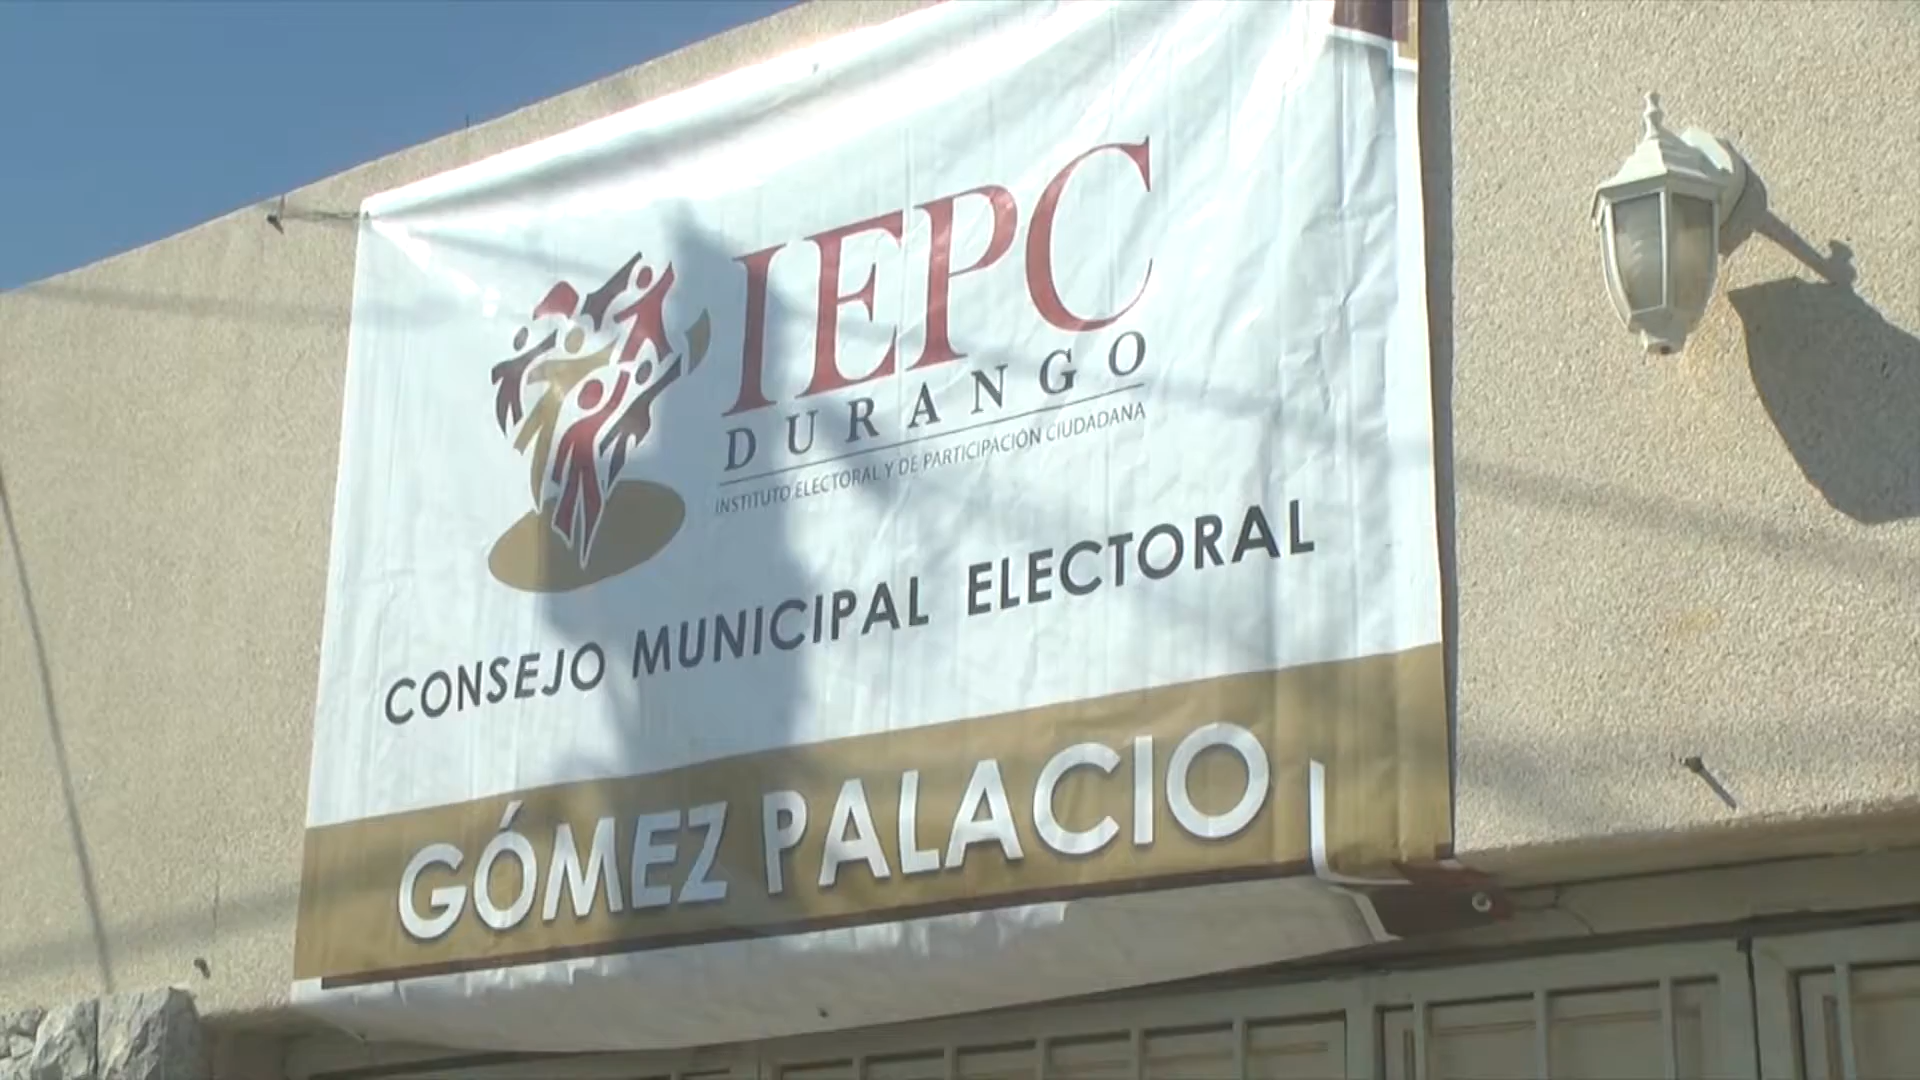 IEPC
DURANGO
INSTITUTO ELECTORAL Y DE PARTICIPACIÓN CIUDADANA
CONSEJO MUNICIPAL ELECTORAL
GÓMEZ PALACIO